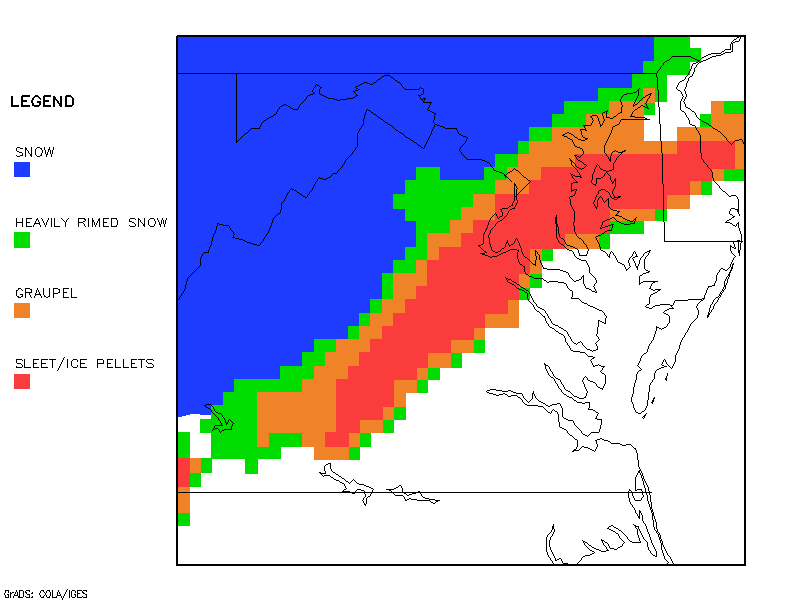 LEGEND
SNOW
HEAVILY RIMED SNOW
GRAUPEL
SLEET/ICE PELLETS
GrADS: COLA/IGES